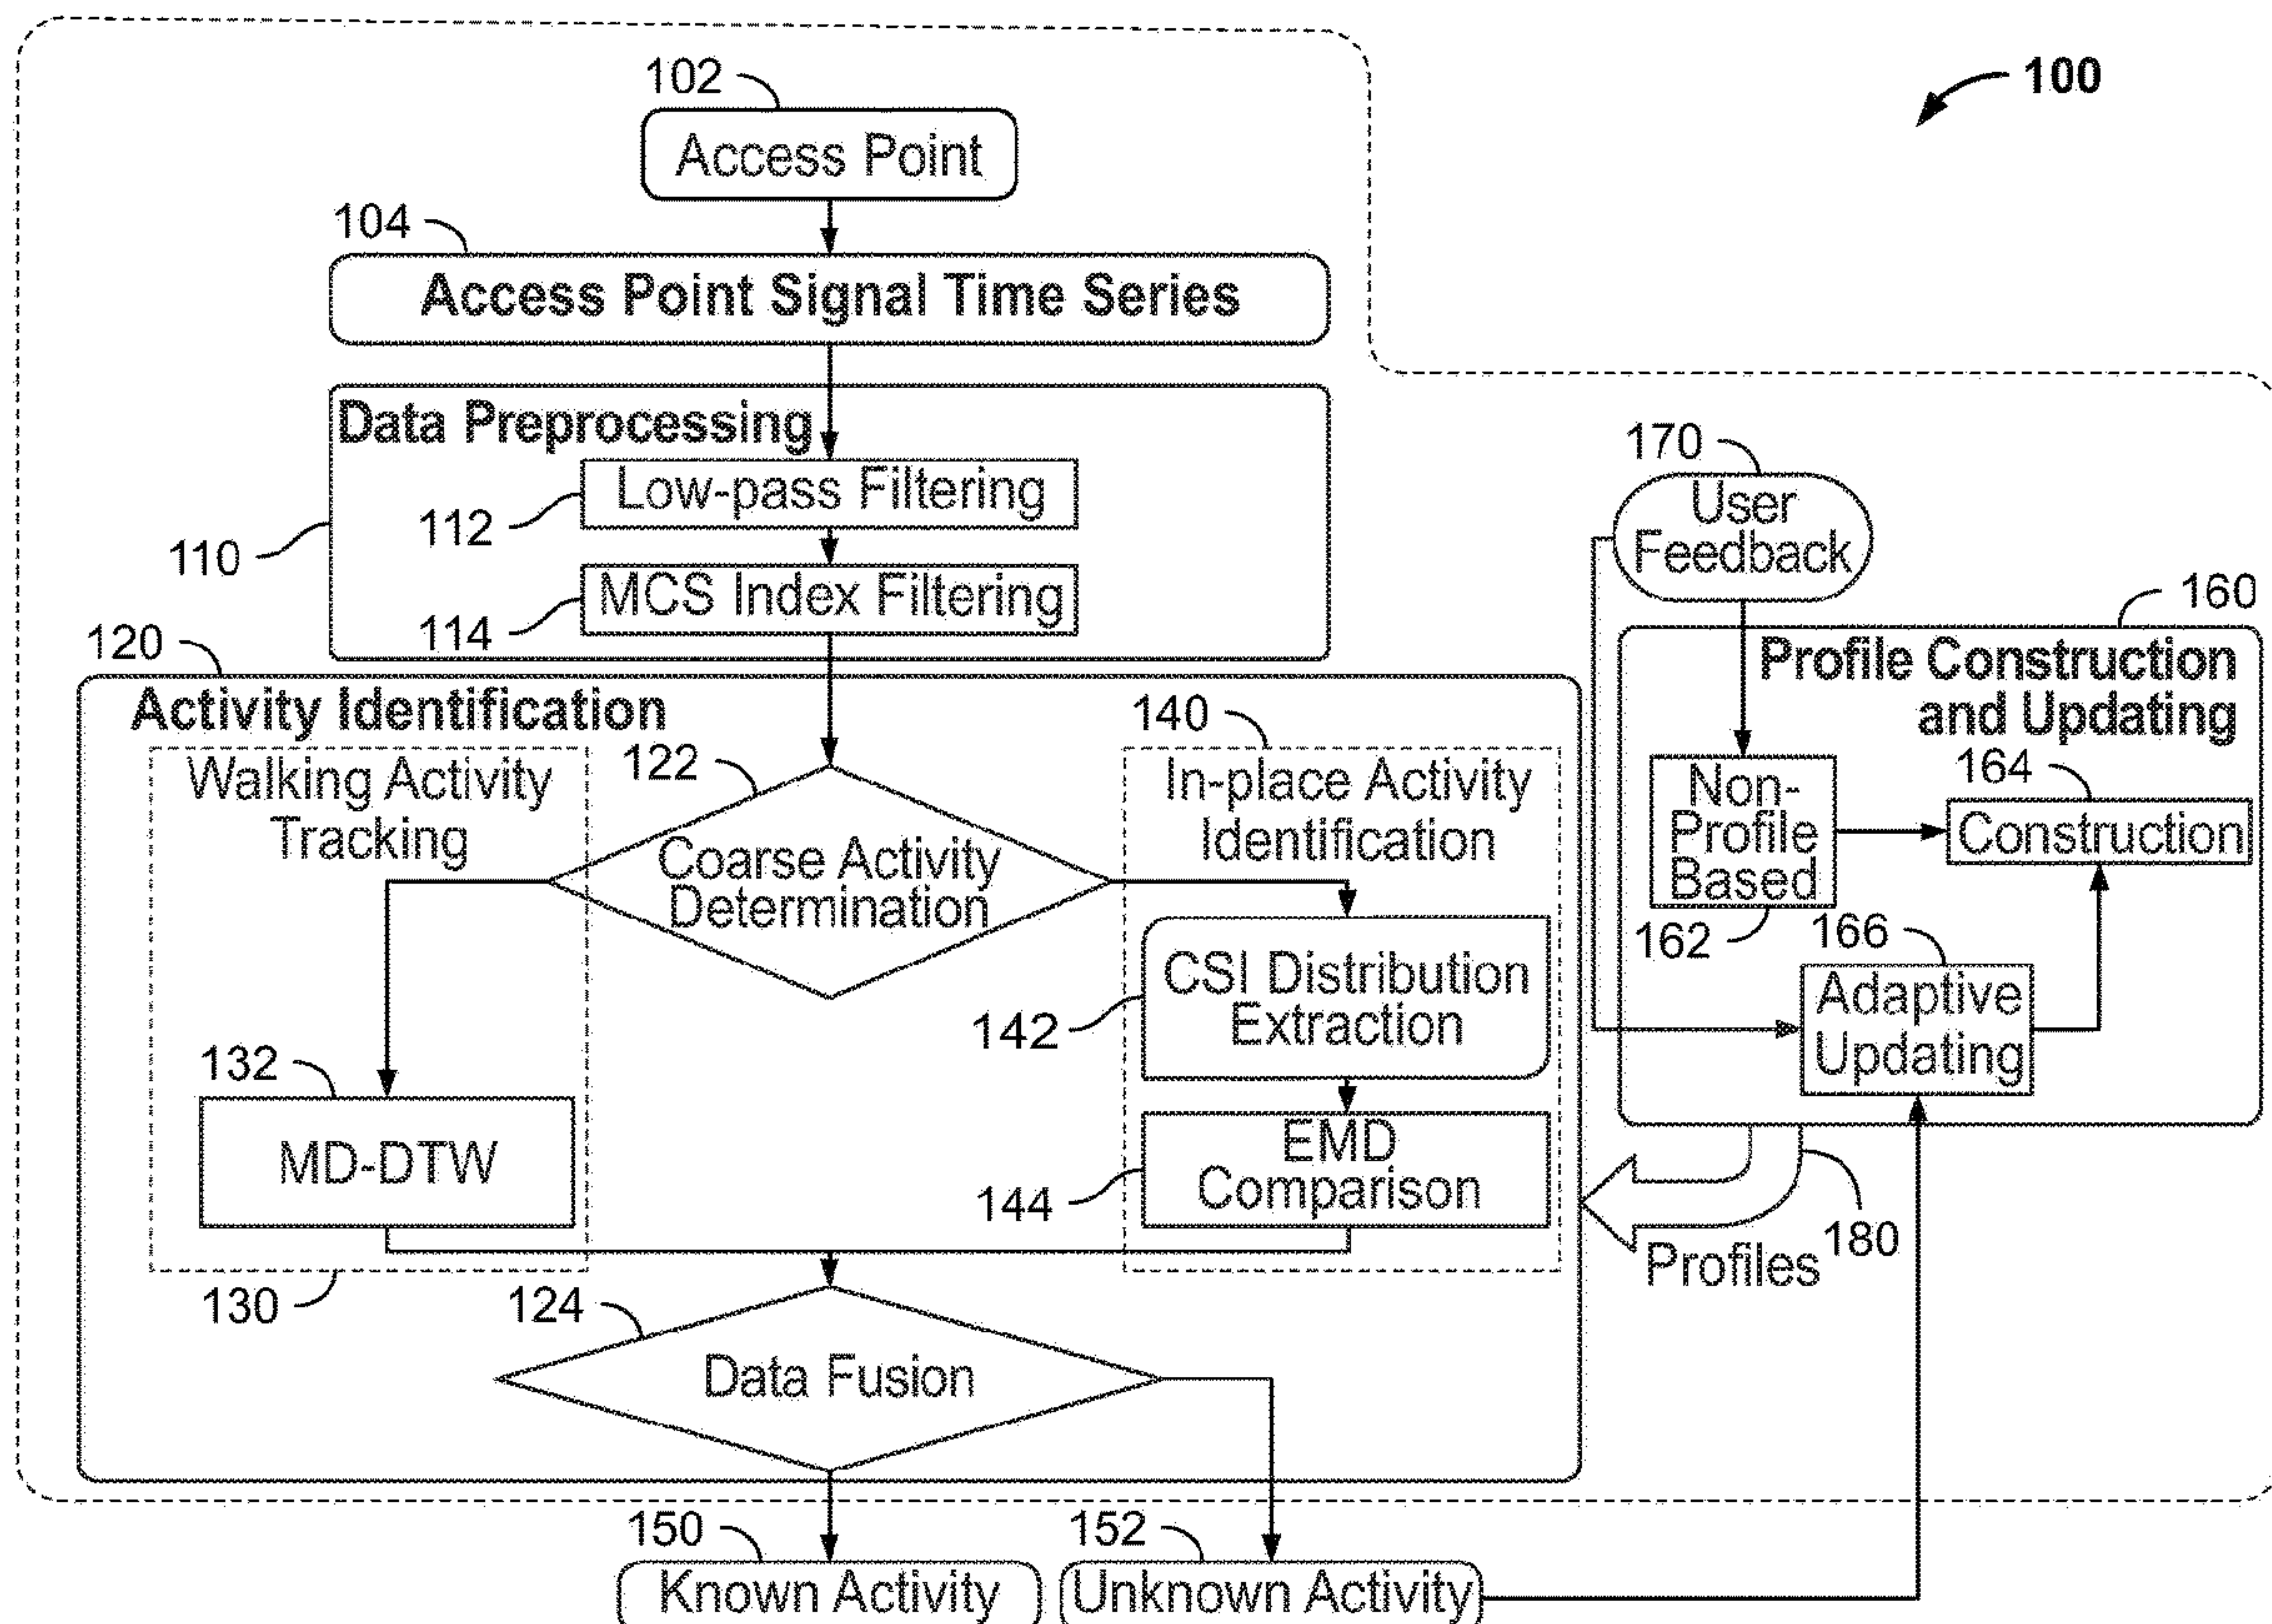 100
102
Access Point
104
Access Point Signal Time Series
Data Preprocessing
Low-pass Filtering
112
110
MCS Index Filtering
114
170
User
Feedback
160
Profile Construction
and Updating
120
Activity Identification
Walking Activity
Tracking
122
Coarse Activity
Determination
140
In-place Activity
Identification
Non-
Profile
Based
162
164
Construction
166
Adaptive
Updating
CSI Distribution
Extraction
142
132
MD-DTW
EMD
Comparison
144
130
180
Profiles
124
Data Fusion
150
Known Activity
152
Unknown Activity